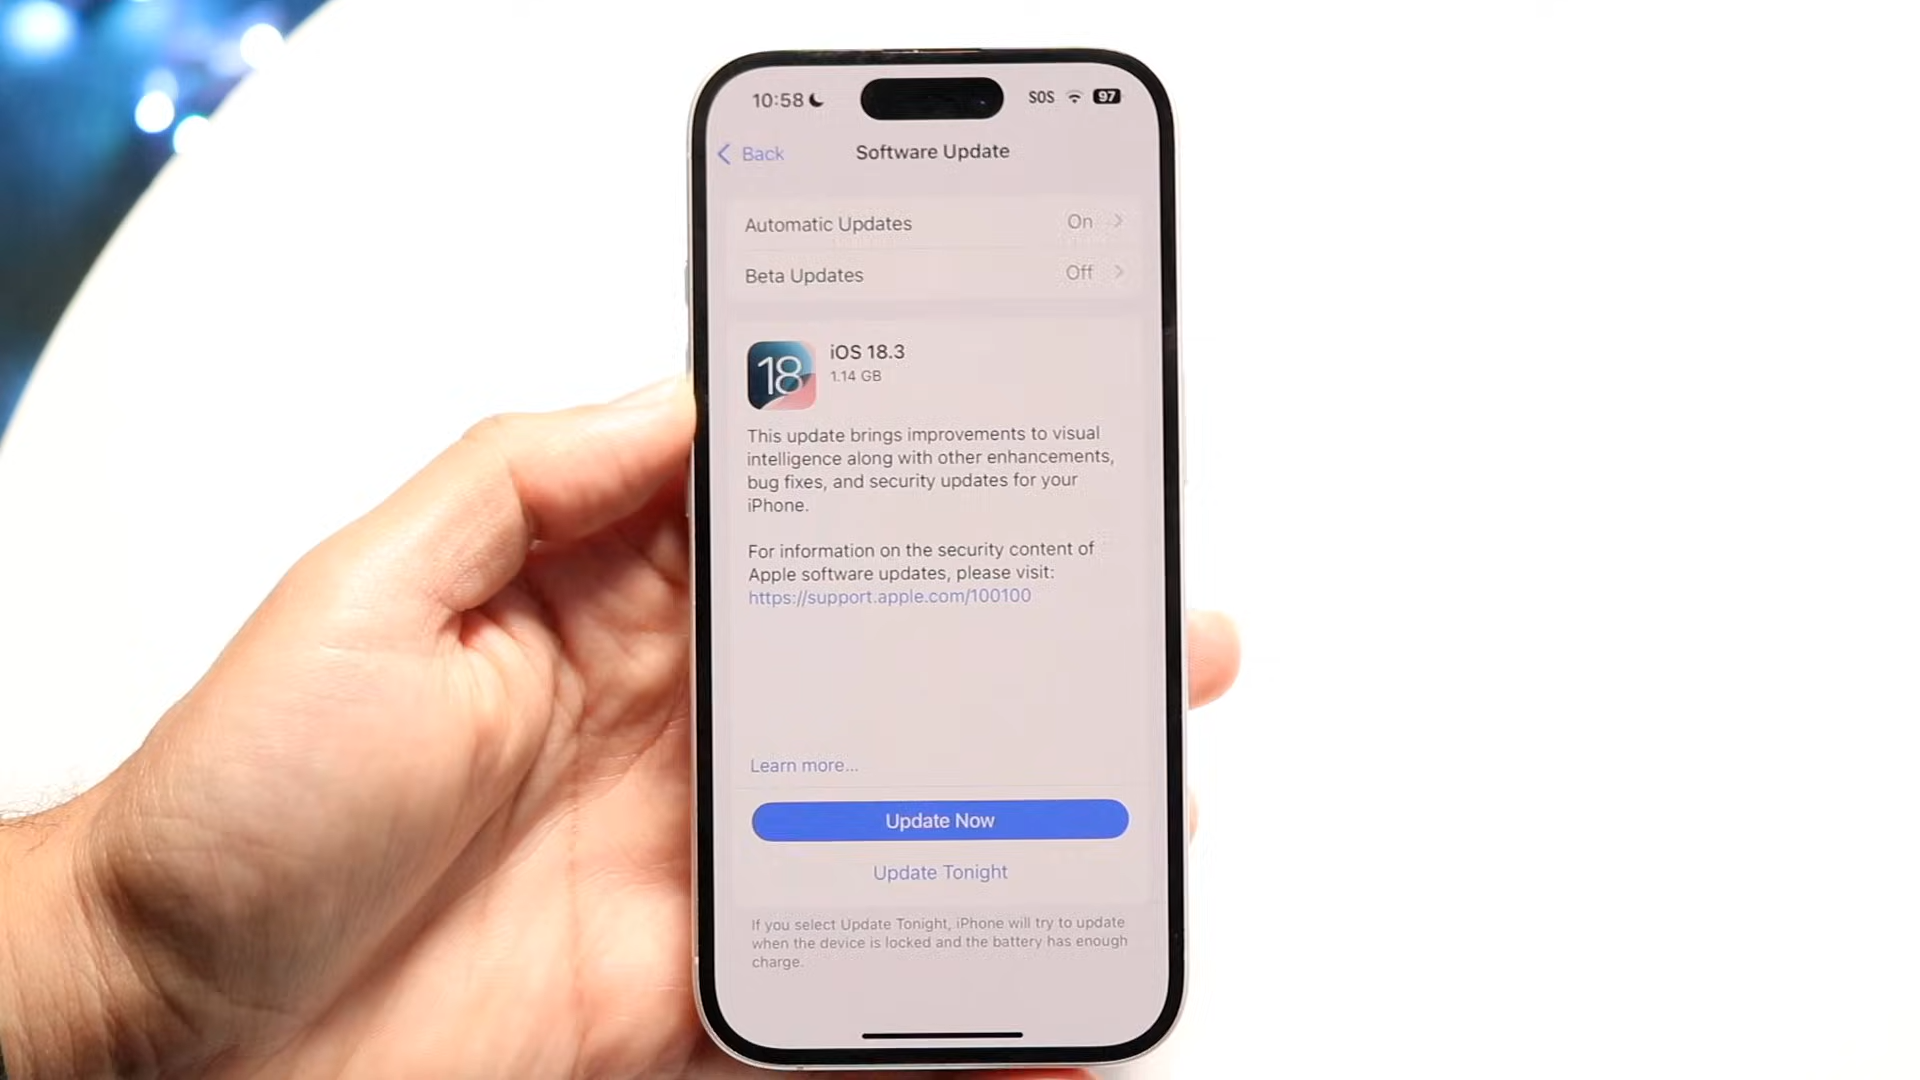 10:58 SOS 97
Back Software Update
Automatic Updates On
Beta Updates Off
18
iOS 18.3
1.14 GB
This update brings improvements to visual
intelligence along with other enhancements,
bug fixes, and security updates for your
iPhone.
For information on the security content of
Apple software updates, please visit:
https://support.apple.com/100100
Learn more...
Update Now
Update Tonight
If you select Update Tonight, iPhone will try to update
when the device is locked and the battery has enough
charge.